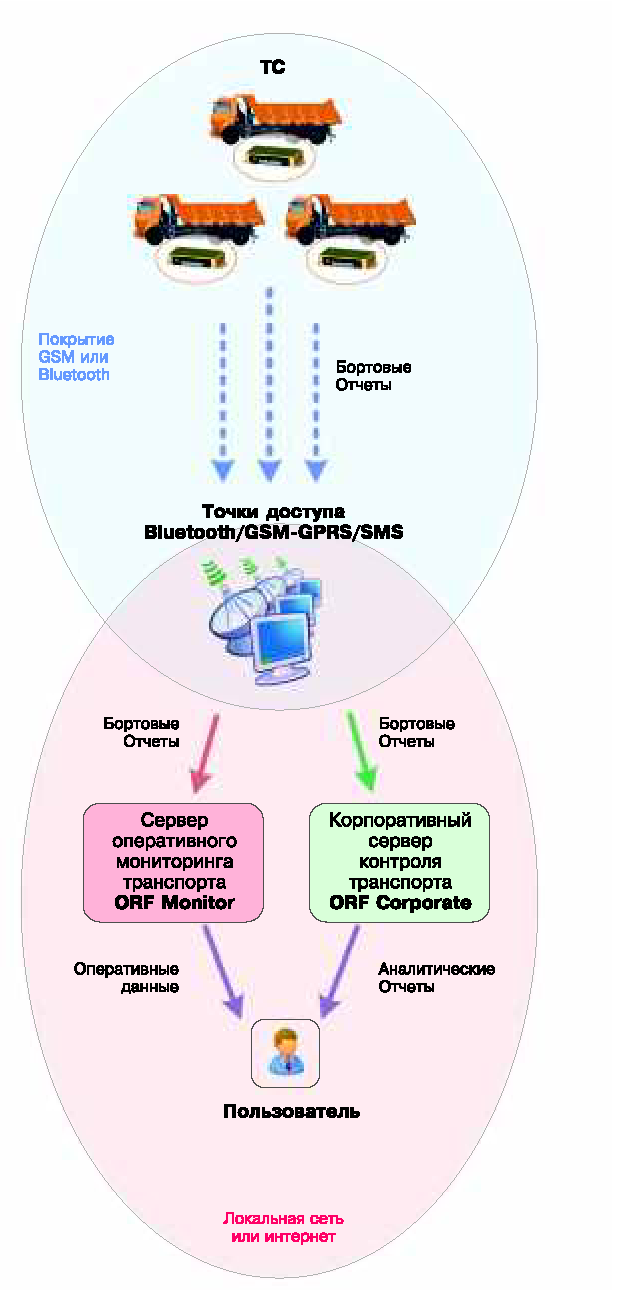 ТС
Покрытие
GSM или
Bluetooth
Бортовые
Отчеты
Точки доступа
Bluetooth/GSM-GPRS/SMS
Бортовые
Отчеты
Бортовые
Отчеты
Сервер
оперативного
мониторинга
транспорта
ORF Monitor
Корпоративный
сервер
контроля
транспорта
ORF Corporate
Оперативные
данные
Аналитические
Отчеты
Пользователь
Локальная сеть
или интернет